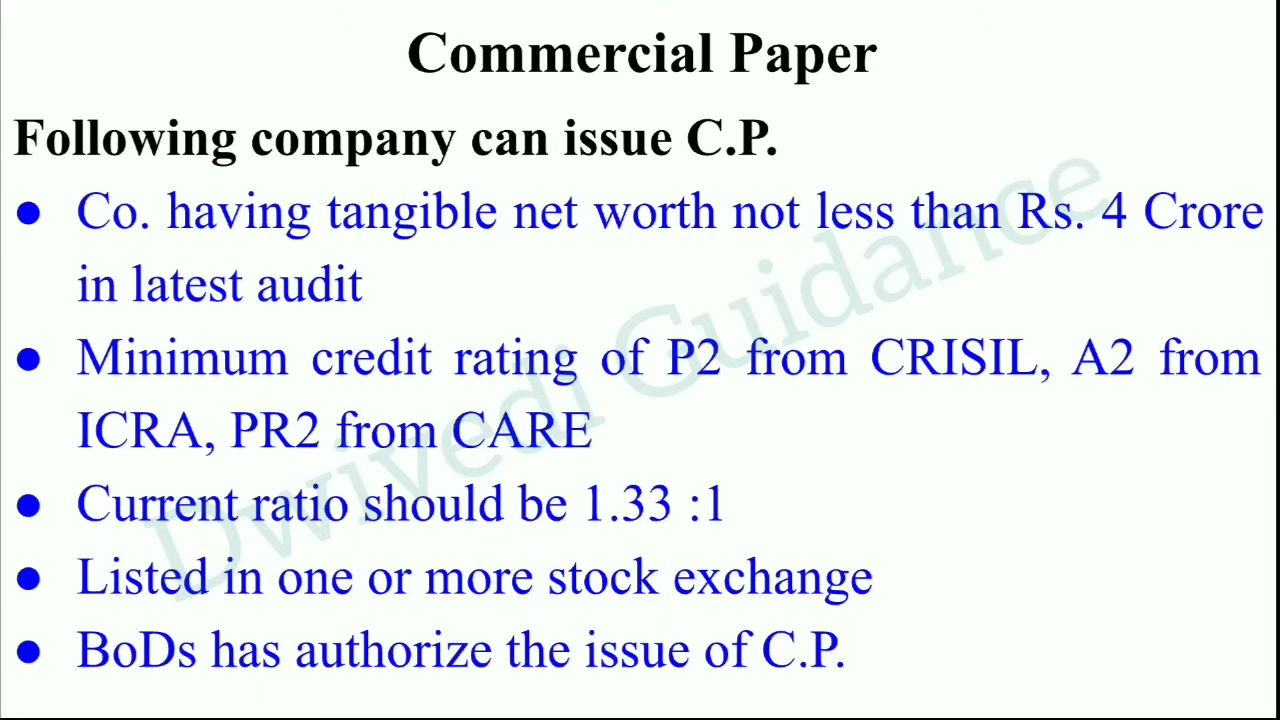 Commercial Paper
Following company can issue C.P.
● Co. having tangible net worth not less than Rs. 4 Crore
in latest audit
● Minimum credit rating of P2 from CRISIL, A2 from
ICRA, PR2 from CARE
● Current ratio should be 1.33 :1
● Listed in one or more stock exchange
● BoDs has authorize the issue of C.P.
Dwivedi Guidance